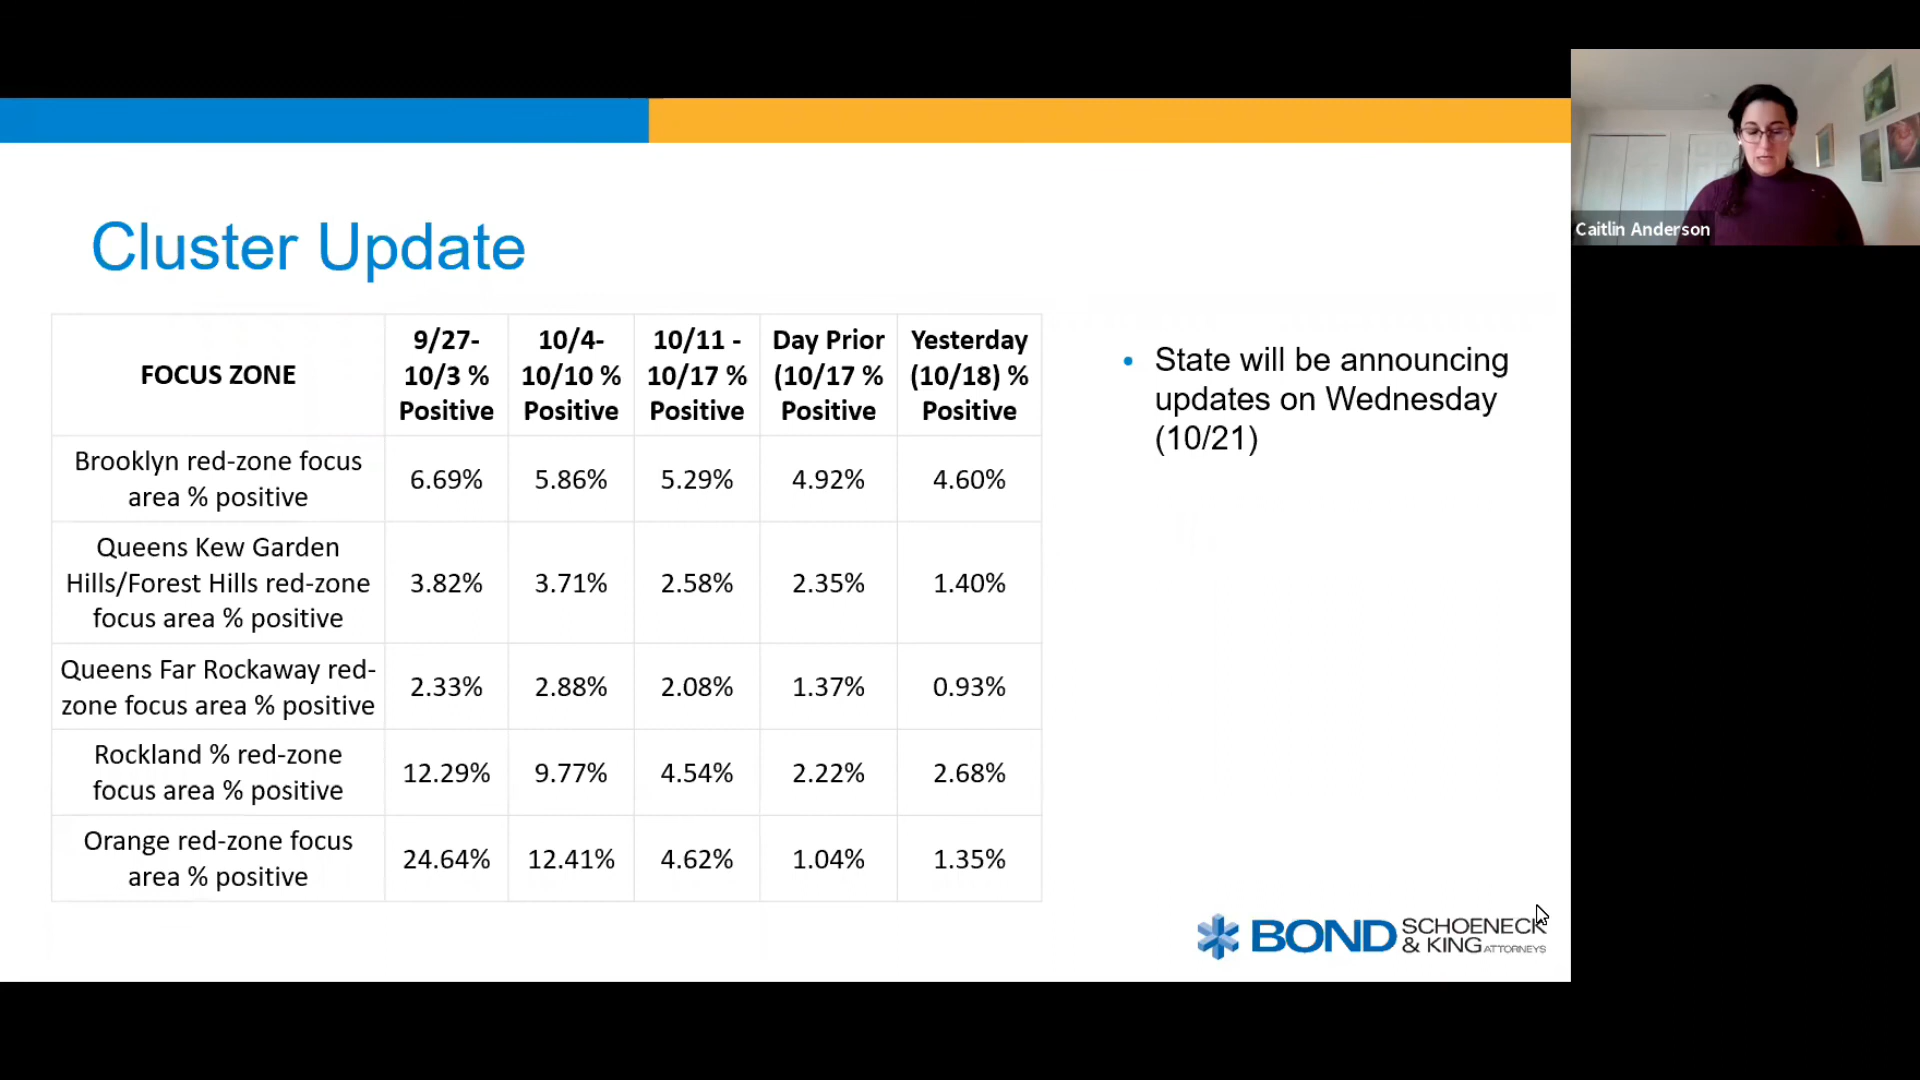 Cluster Update
FOCUS ZONE
9/27-
10/3 %
Positive
10/4-
10/10 %
Positive
10/11 -
10/17 %
Positive
Day Prior
(10/17 %
Positive
Yesterday
(10/18) %
Positive
Brooklyn red-zone focus
area % positive
6.69%
5.86%
5.29%
4.92%
4.60%
Queens Kew Garden
Hills/Forest Hills red-zone
focus area % positive
3.82%
3.71%
2.58%
2.35%
1.40%
Queens Far Rockaway red-
zone focus area % positive
2.33%
2.88%
2.08%
1.37%
0.93%
Rockland % red-zone
focus area % positive
12.29%
9.77%
4.54%
2.22%
2.68%
Orange red-zone focus
area % positive
24.64%
12.41%
4.62%
1.04%
1.35%
• State will be announcing
updates on Wednesday
(10/21)
BOND SCHOENECK
& KING ATTORNEYS
Caitlin Anderson